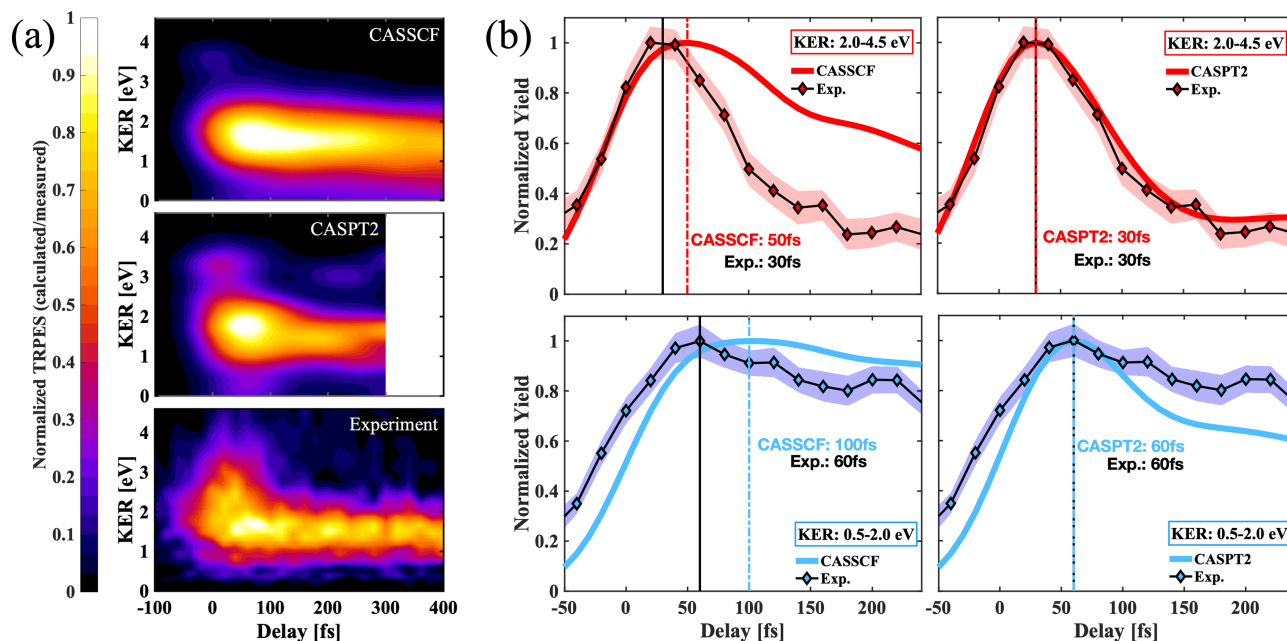 (a)
Normalized TRPES (calculated/measured)
1
0.9
0.8
0.7
0.6
0.5
0.4
0.3
0.2
0.1
0
CASSCF
KER [eV]
4
3
2
1
0
CASPT2
KER [eV]
4
3
2
1
0
Experiment
KER [eV]
4
3
2
1
0
-100 0 100 200 300 400
Delay [fs]
(b)
Normalized Yield
1
0.8
0.6
0.4
0.2
0
KER: 2.0-4.5 eV
CASSCF
Exp.
CASSCF: 50fs
Exp.: 30fs
KER: 2.0-4.5 eV
CASPT2
Exp.
CASPT2: 30fs
Exp.: 30fs
Normalized Yield
1
0.8
0.6
0.4
0.2
0
CASSCF: 100fs
Exp.: 60fs
KER: 0.5-2.0 eV
CASSCF
Exp.
-50 0 50 100 150 200
Delay [fs]
CASPT2: 60fs
Exp.: 60fs
KER: 0.5-2.0 eV
CASPT2
Exp.
-50 0 50 100 150 200
Delay [fs]